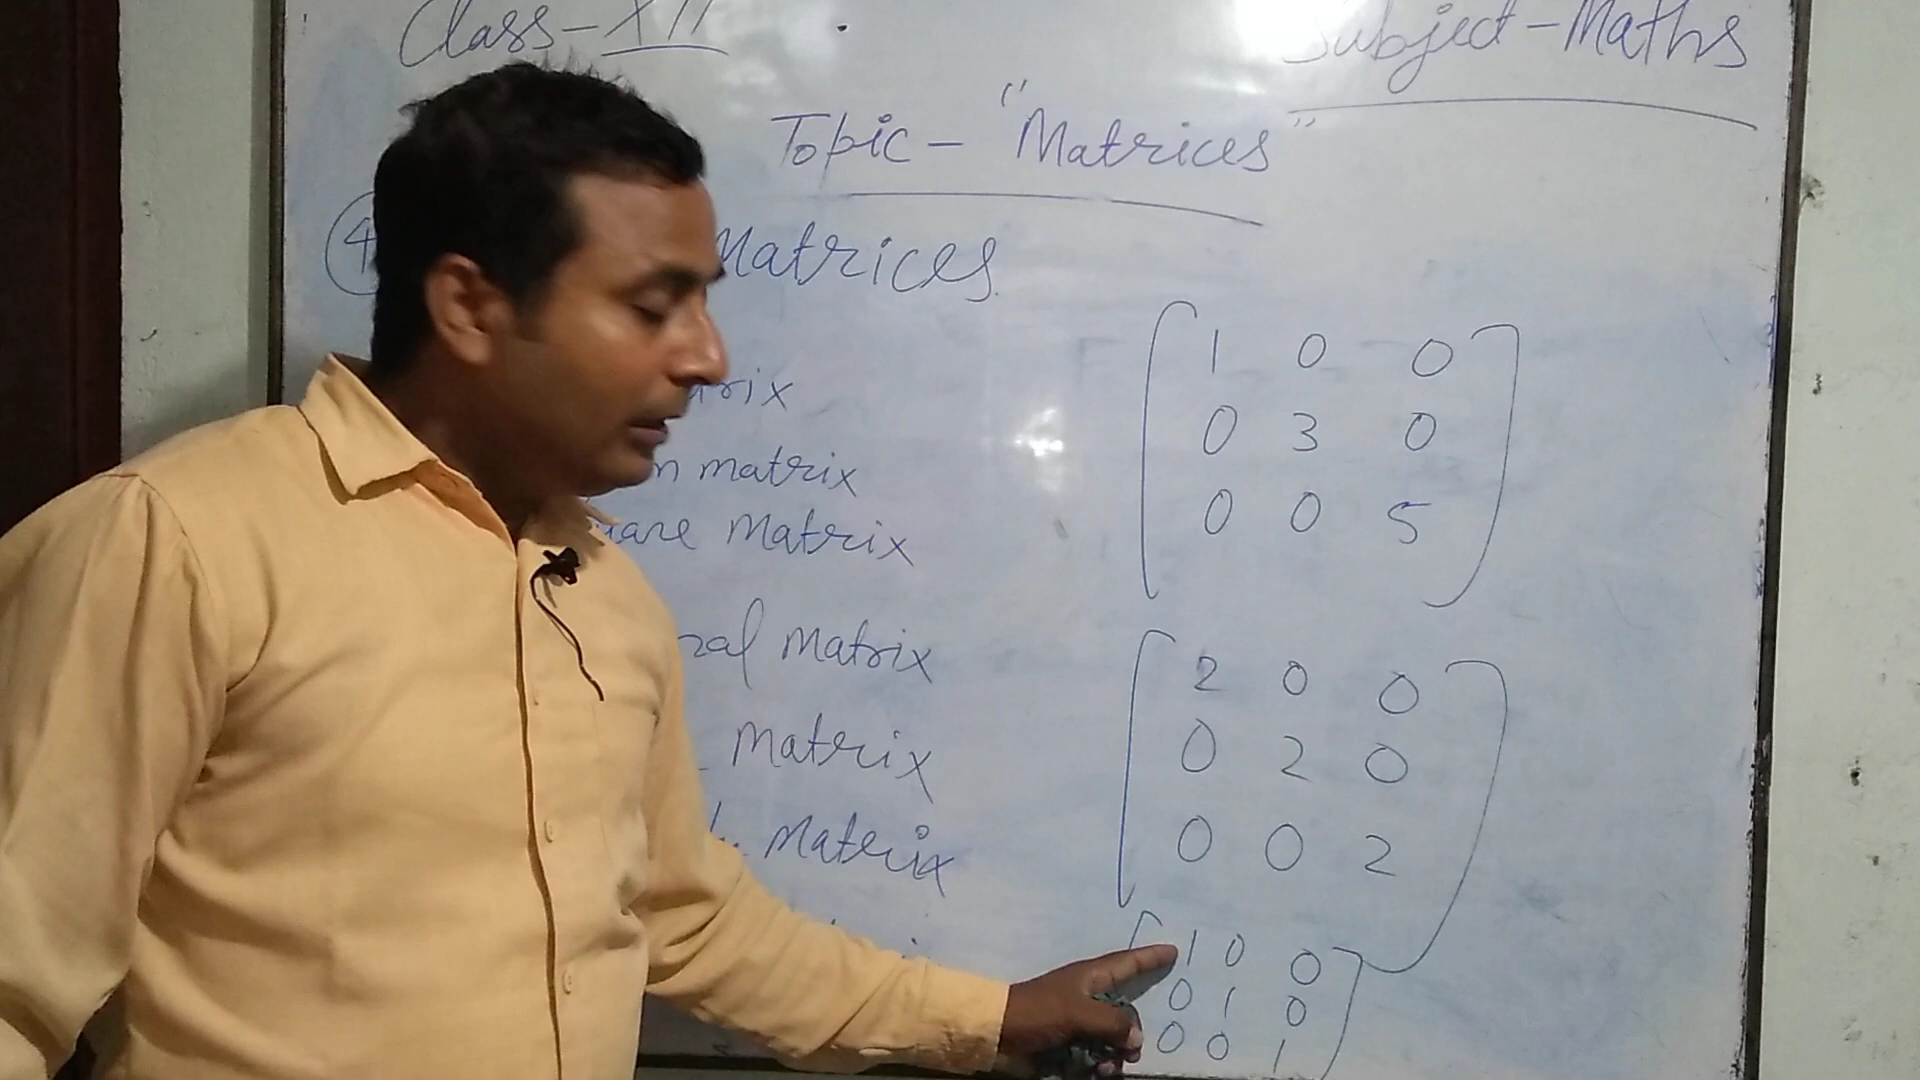 Class-XII
Subject-Maths
Topic - "Matrices"
4 Matrices
matrix
Matrix
Matrix
Matrix
Matrix
1 0 0
0 3 0
0 0 5
2 0 0
0 2 0
0 0 2
1 0 0
0 1 0
0 0 1